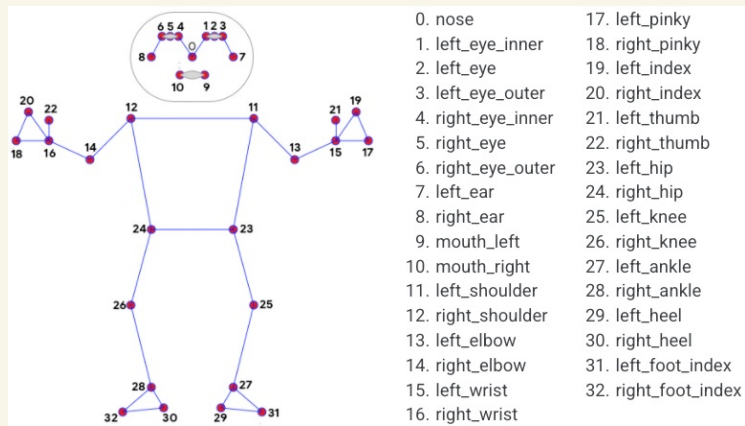 6 5 4
1 2 3
0
8
7
10
9
20
22
12
11
21
19
18
16
14
13
15
17
24
23
26
25
28
27
32
30
29
31
0. nose
1. left_eye_inner
2. left_eye
3. left_eye_outer
4. right_eye_inner
5. right_eye
6. right_eye_outer
7. left_ear
8. right_ear
9. mouth_left
10. mouth_right
11. left_shoulder
12. right_shoulder
13. left_elbow
14. right_elbow
15. left_wrist
16. right_wrist
17. left_pinky
18. right_pinky
19. left_index
20. right_index
21. left_thumb
22. right_thumb
23. left_hip
24. right_hip
25. left_knee
26. right_knee
27. left_ankle
28. right_ankle
29. left_heel
30. right_heel
31. left_foot_index
32. right_foot_index